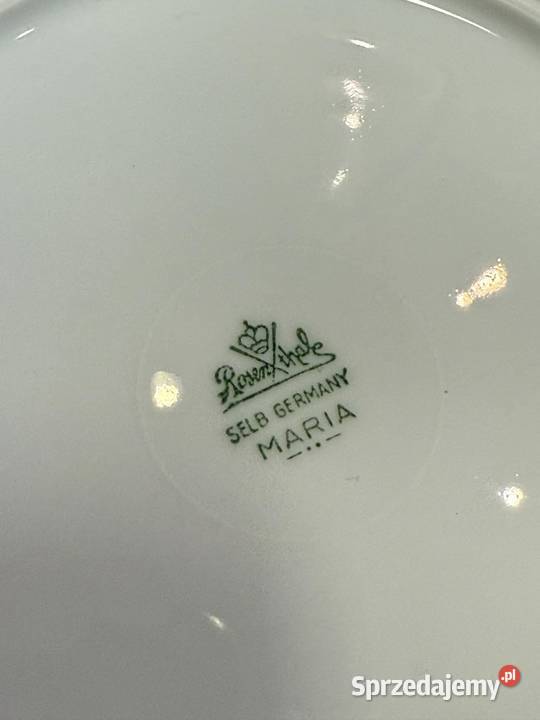 Rosenthal
SELB GERMANY
MARIA
Sprzedajemy.pl